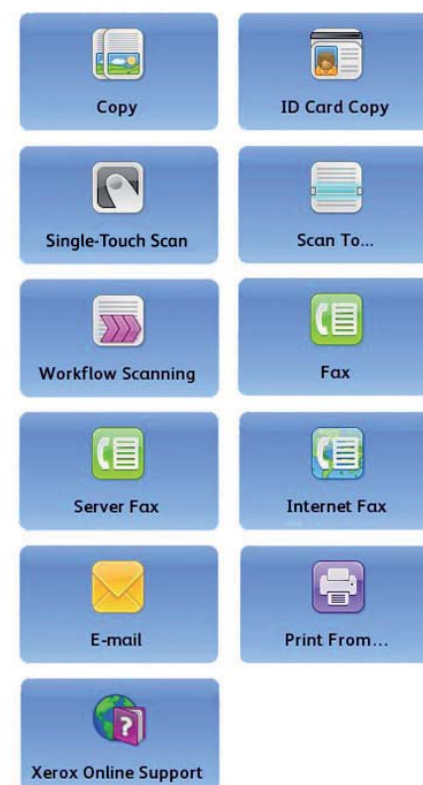 Copy
ID Card Copy
Single-Touch Scan
Scan To...
Workflow Scanning
Fax
Server Fax
Internet Fax
E-mail
Print From...
?
Xerox Online Support